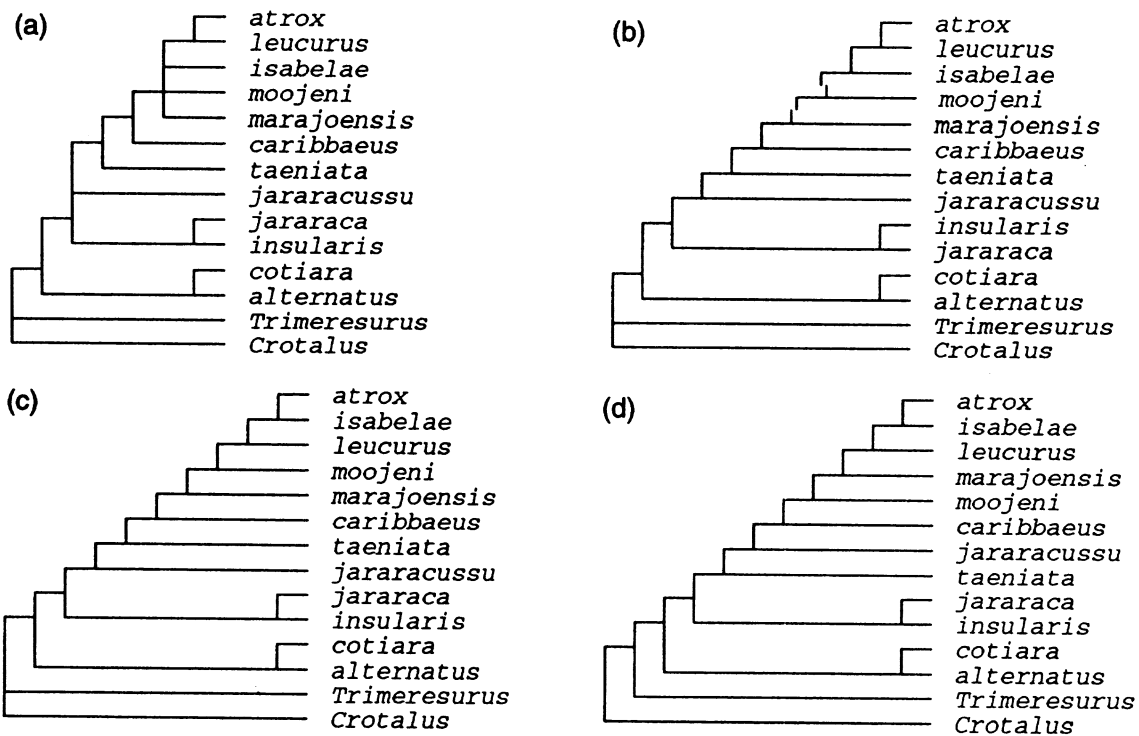 (a)
atrox
leucurus
isabelae
moojeni
marajoensis
caribbaeus
taeniata
jararacussu
jararaca
insularis
cotiara
alternatus
Trimeresurus
Crotalus
(b)
atrox
leucurus
isabelae
moojeni
marajoensis
caribbaeus
taeniata
jararacussu
insularis
jararaca
cotiara
alternatus
Trimeresurus
Crotalus
(c)
atrox
isabelae
leucurus
moojeni
marajoensis
caribbaeus
taeniata
jararacussu
jararaca
insularis
cotiara
alternatus
Trimeresurus
Crotalus
(d)
atrox
isabelae
leucurus
marajoensis
moojeni
caribbaeus
jararacussu
taeniata
jararaca
insularis
cotiara
alternatus
Trimeresurus
Crotalus